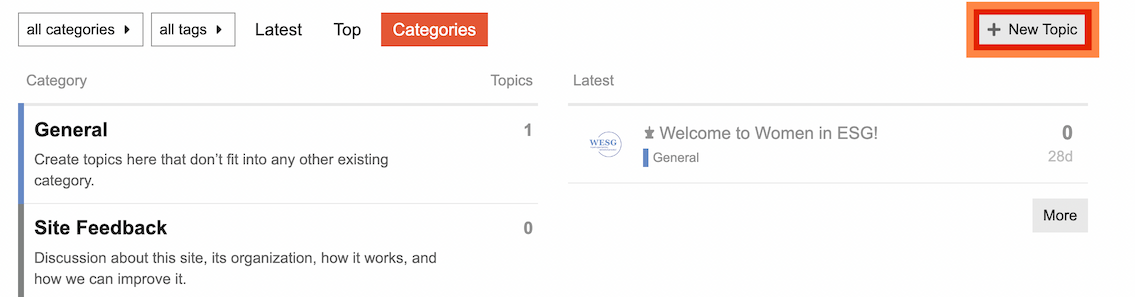 all categories
all tags
Latest
Top
Categories
New Topic
Category
Topics
Latest
General
1
Create topics here that don’t fit into any other existing
category.
Site Feedback
0
Discussion about this site, its organization, how it works, and
how we can improve it.
WESG
Welcome to Women in ESG!
0
General
28d
More